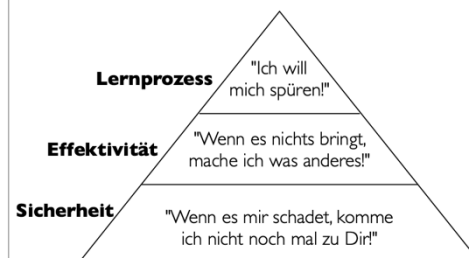 Lernprozess
"Ich will
mich spüren!"
Effektivität
"Wenn es nichts bringt,
mache ich was anderes!"
Sicherheit
"Wenn es mir schadet, komme
ich nicht noch mal zu Dir!"